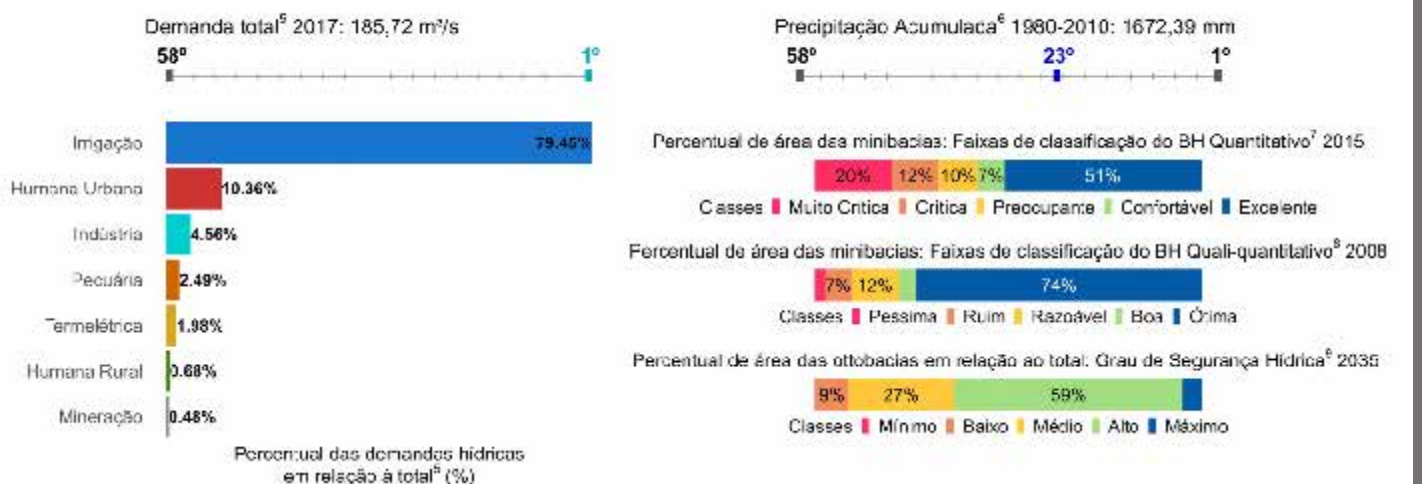 Demanda total⁵ 2017: 185,72 m³/s
58º 1º
Irrigação 79.45%
Humana Urbana 10.36%
Indústria 4.56%
Pecuária 2.49%
Termelétrica 1.98%
Humana Rural 0.68%
Mineração 0.48%
Percentual das demandas hídricas
em relação à total⁵ (%)
Precipitação Acumulada⁶ 1980-2010: 1672,39 mm
58º 23º 1º
Percentual de área das minibacias: Faixas de classificação do BH Quantitativo⁷ 2015
20% 12% 10% 7% 51%
Classes Muito Critica Critica Preocupante Confortável Excelente
Percentual de área das minibacias: Faixas de classificação do BH Quali-quantitativo⁸ 2008
7% 12% 74%
Classes Pessima Ruim Razoável Boa Ótima
Percentual de área das ottobacias em relação ao total: Grau de Segurança Hídrica⁹ 2035
9% 27% 59%
Classes Mínimo Baixo Médio Alto Máximo